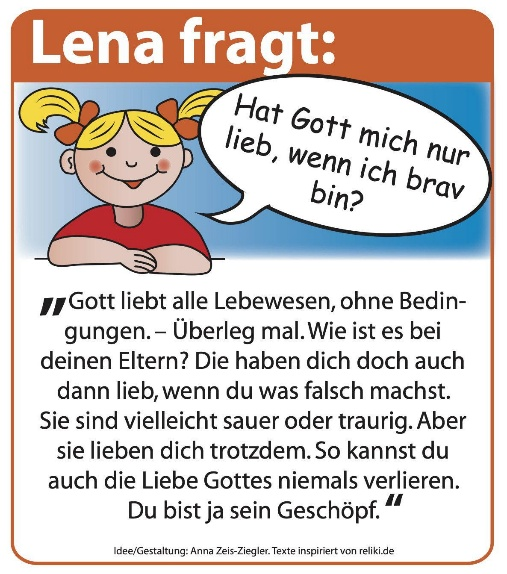 Lena fragt:
Hat Gott mich nur
lieb, wenn ich brav
bin?
„Gott liebt alle Lebewesen, ohne Bedin-
gungen. – Überleg mal. Wie ist es bei
deinen Eltern? Die haben dich doch auch
dann lieb, wenn du was falsch machst.
Sie sind vielleicht sauer oder traurig. Aber
sie lieben dich trotzdem. So kannst du
auch die Liebe Gottes niemals verlieren.
Du bist ja sein Geschöpf.“
Idee/Gestaltung: Anna Zeis-Ziegler. Texte inspiriert von reliki.de